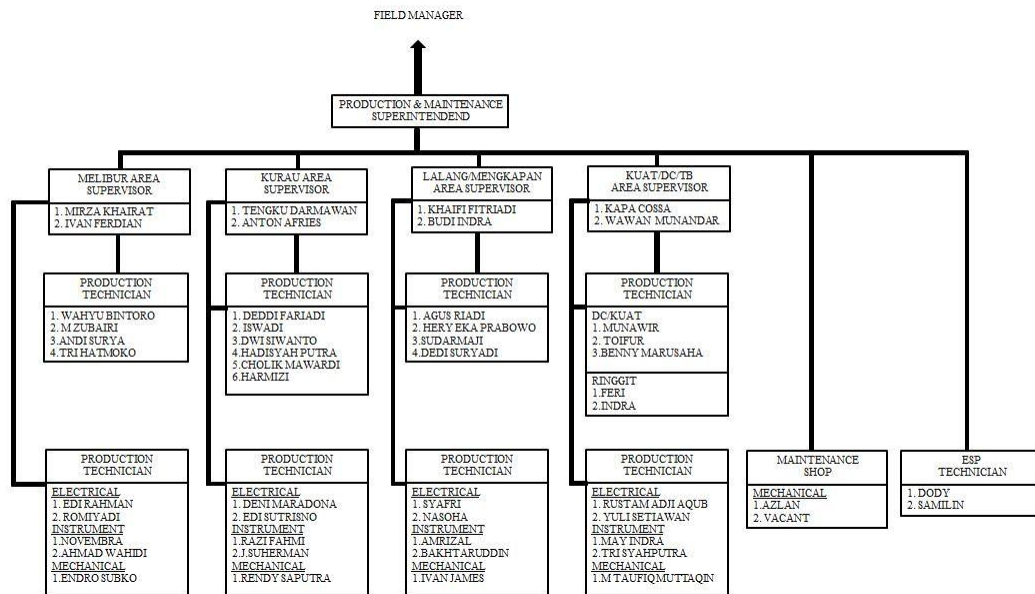 FIELD MANAGER
PRODUCTION & MAINTENANCE
SUPERINTENDEND
MELIBUR AREA
SUPERVISOR
1. MIRZA KHAIRAT
2. IVAN FERDIAN
KURAU AREA
SUPERVISOR
1. TENGKU DARMAWAN
2. ANTON AFRIES
LALANG/MENGKAPAN
AREA SUPERVISOR
1. KHAIFI FITRIADI
2. BUDI INDRA
KUAT/DC/TB
AREA SUPERVISOR
1. KAPA COSSA
2. WAWAN MUNANDAR
PRODUCTION
TECHNICIAN
1. WAHYU BINTORO
2. M ZUBAIRI
3.ANDI SURYA
4.TRI HATMOKO
PRODUCTION
TECHNICIAN
1. DEDDI FARIADI
2. ISWADI
3.DWI SIWANTO
4.HADISYAH PUTRA
5.CHOLIK MAWARDI
6.HARMIZI
PRODUCTION
TECHNICIAN
1. AGUS RIADI
2. HERY EKA PRABOWO
3.SUDARMAJI
4.DEDI SURYADI
PRODUCTION
TECHNICIAN
DC/KUAT
1. MUNAWIR
2. TOIFUR
3.BENNY MARUSAHA
RINGGIT
1.FERI
2.INDRA
PRODUCTION
TECHNICIAN
ELECTRICAL
1. EDI RAHMAN
2. ROMIYADI
INSTRUMENT
1.NOVEMBRA
2.AHMAD WAHIDI
MECHANICAL
1.ENDRO SUBKO
PRODUCTION
TECHNICIAN
ELECTRICAL
1. DENI MARADONA
2. EDI SUTRISNO
INSTRUMENT
1.RAZI FAHMI
2.J.SUHERMAN
MECHANICAL
1.RENDY SAPUTRA
PRODUCTION
TECHNICIAN
ELECTRICAL
1. SYAFRI
2. NASOHA
INSTRUMENT
1.AMRIZAL
2.BAKHTARUDDIN
MECHANICAL
1.IVAN JAMES
PRODUCTION
TECHNICIAN
ELECTRICAL
1. RUSTAM ADJI AQUB
2. YULI SETIAWAN
INSTRUMENT
1.MAY INDRA
2.TRI SYAHPUTRA
MECHANICAL
1.M TAUFIQ MUTTAQIN
MAINTENANCE
SHOP
MECHANICAL
1.AZLAN
2. VACANT
ESP
TECHNICIAN
1. DODY
2. SAMILIN